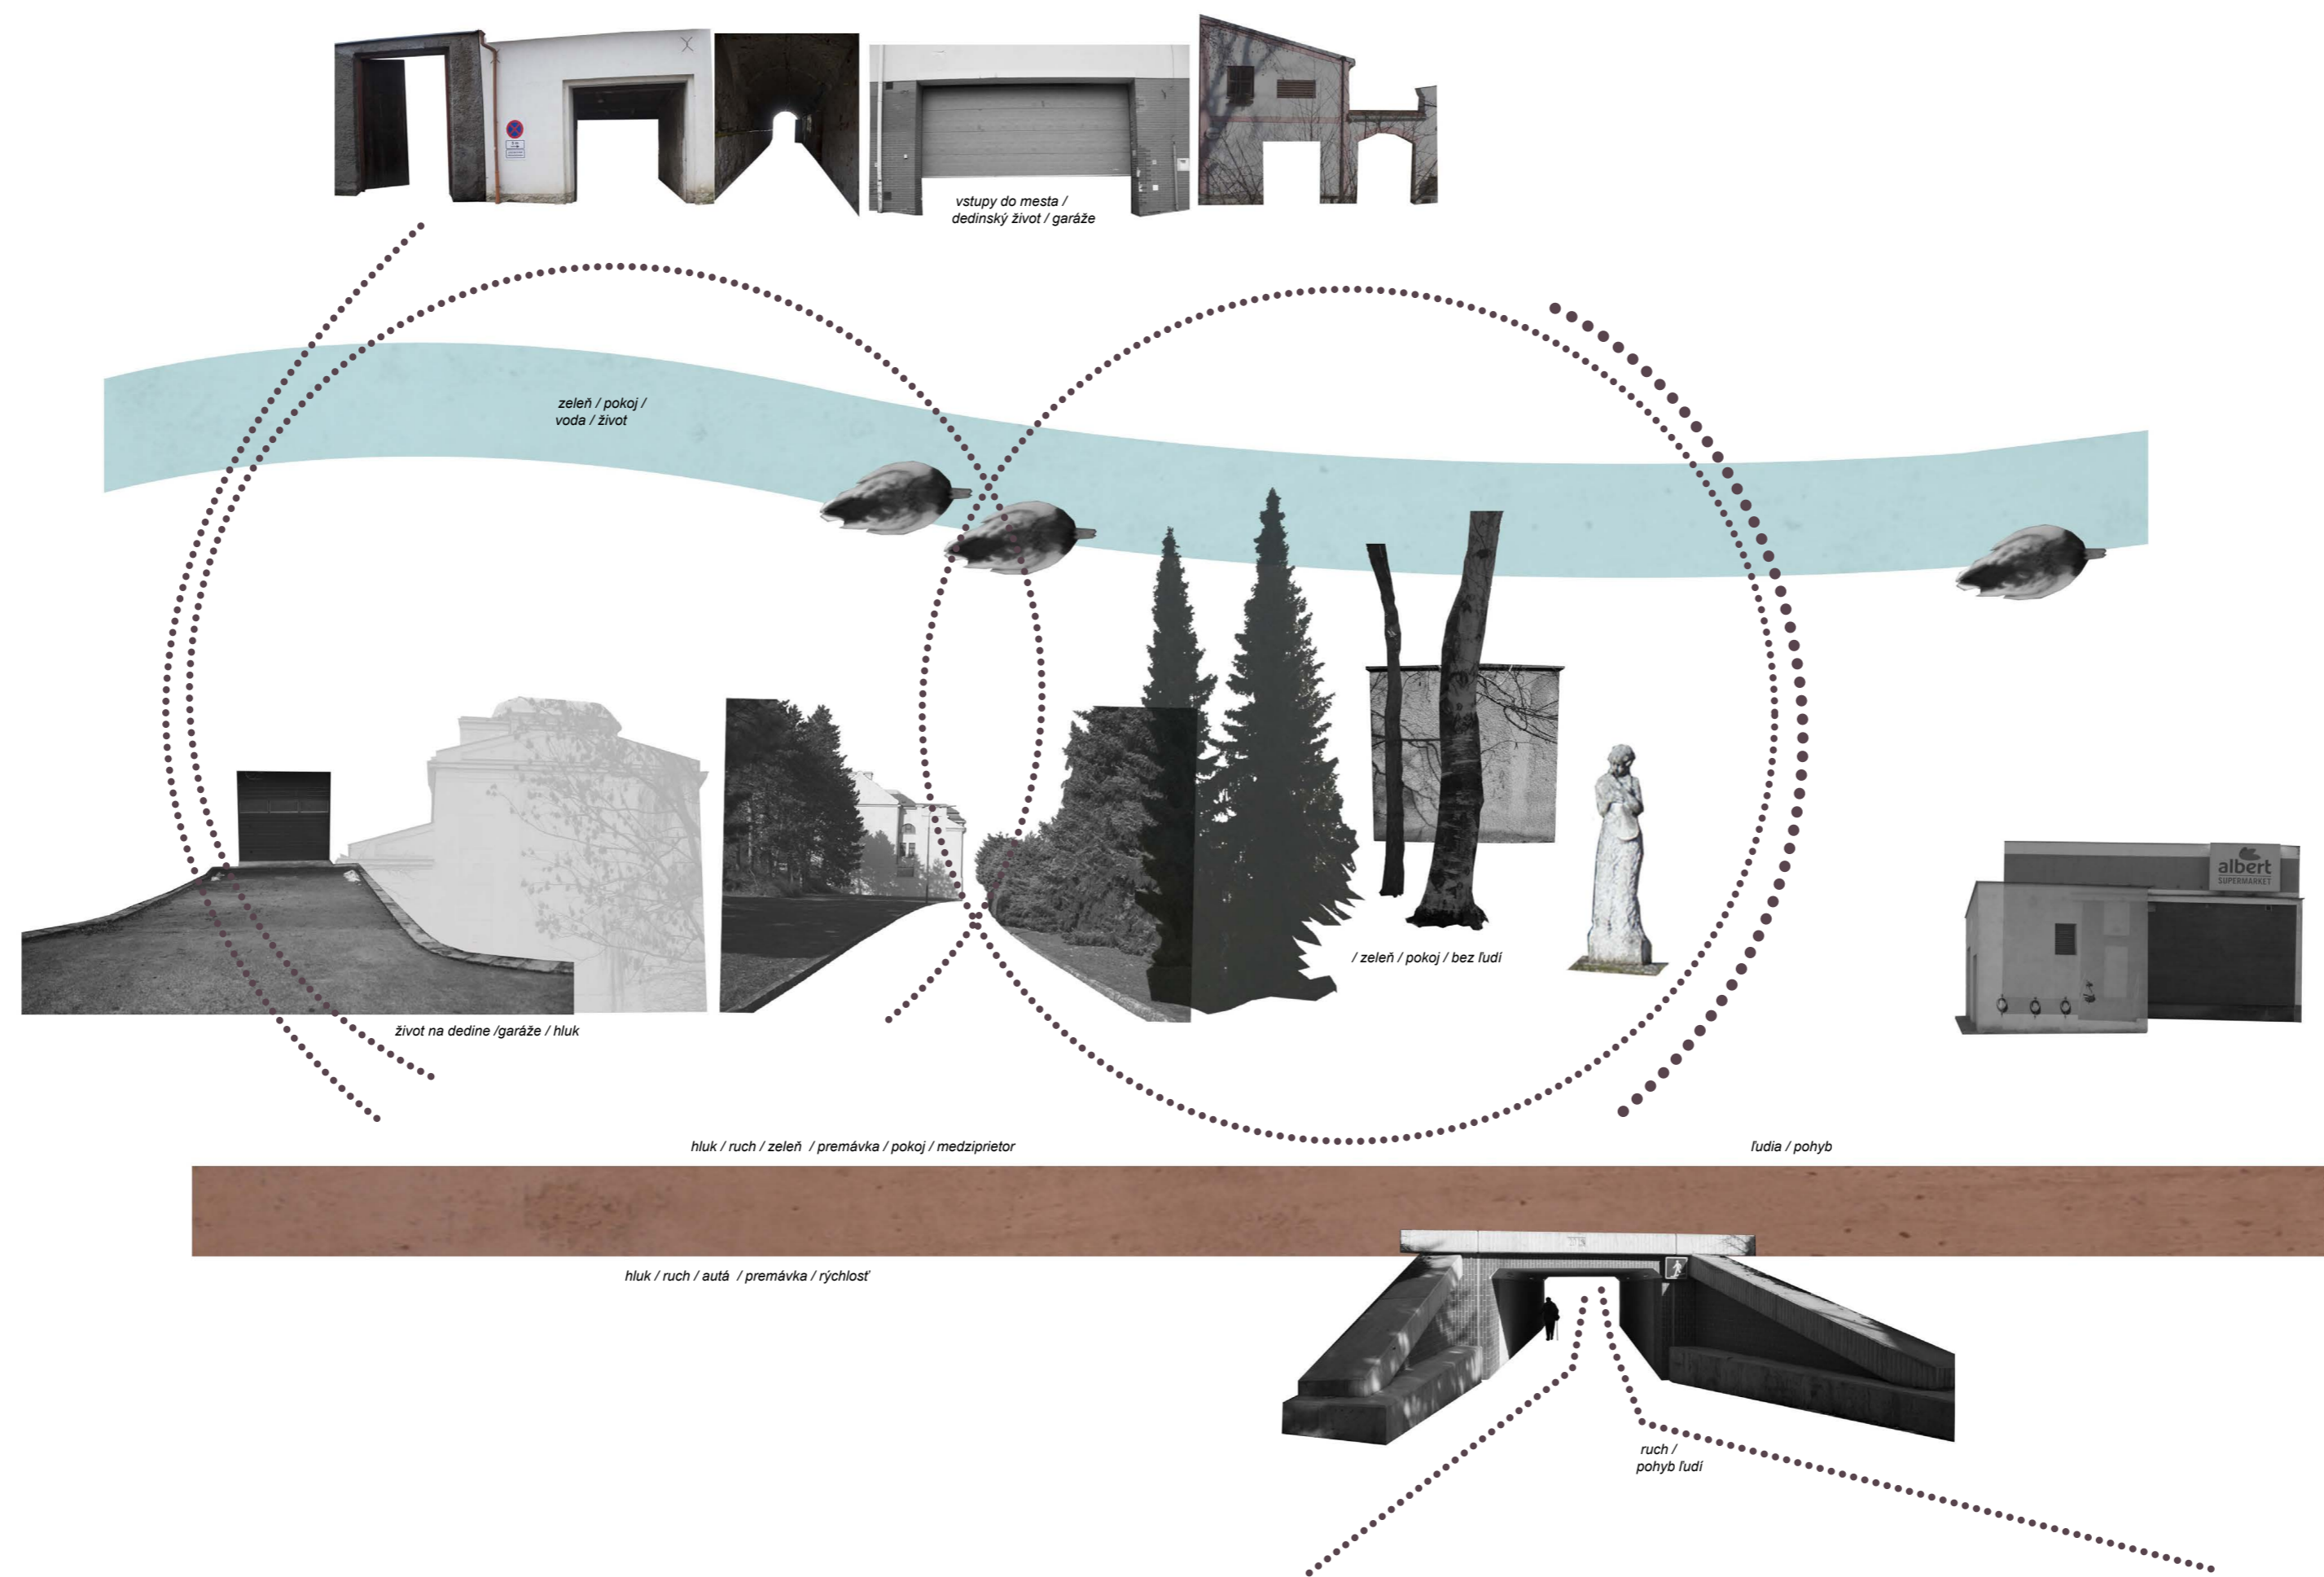 vstupy do mesta /
dedinský život / garáže
zeleň / pokoj /
voda / život
albert
SUPERMARKET
/ zeleň / pokoj / bez ľudí
život na dedine /garáže / hluk
hluk / ruch / zeleň / premávka / pokoj / medziprietor
ľudia / pohyb
hluk / ruch / autá / premávka / rýchlosť
ruch /
pohyb ľudí